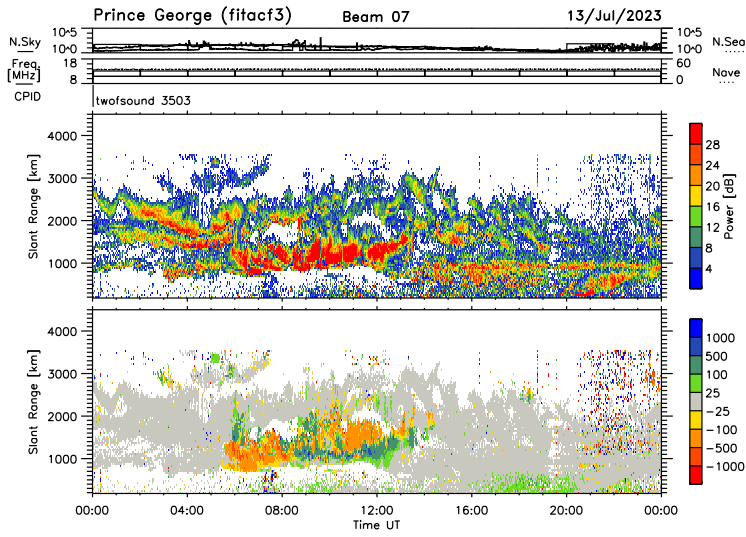 Prince George (fitacf3) Beam 07 13/Jul/2023
N.Sky 10^5 10^0 10^5 10^0 N.Sea
Freq. [MHz] 18 8 60 0 Nave
CPID twofsound 3503
4000
3000
2000
1000
Slant Range [km]
28
24
20
16
12
8
4
Power [dB]
4000
3000
2000
1000
Slant Range [km]
1000
500
100
25
-25
-100
-500
-1000
00:00 04:00 08:00 12:00 16:00 20:00 00:00
Time UT